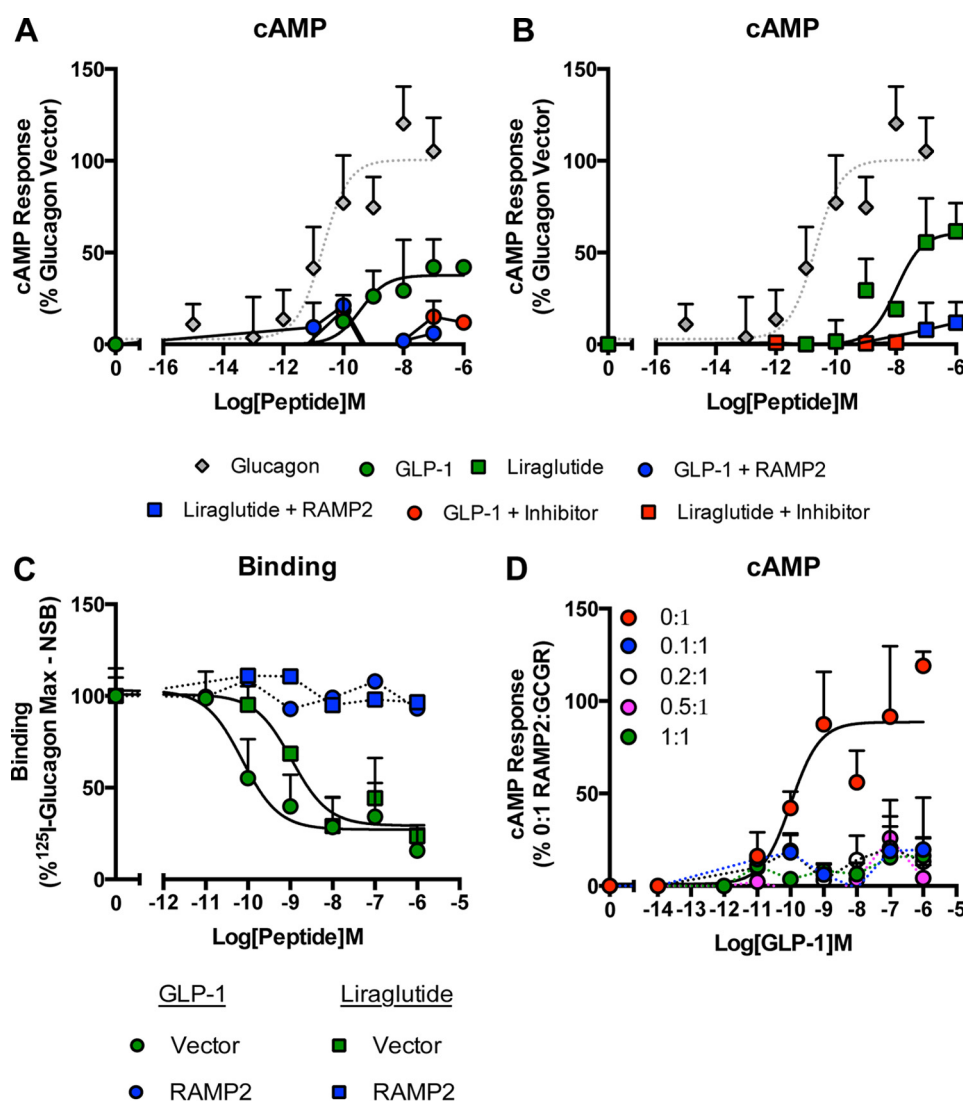 A
cAMP
cAMP Response
(% Glucagon Vector)
150
100
50
0
0
-16
-14
-12
-10
-8
-6
Log[Peptide]M
B
cAMP
cAMP Response
(% Glucagon Vector)
150
100
50
0
0
-16
-14
-12
-10
-8
-6
Log[Peptide]M
Glucagon
GLP-1
Liraglutide
GLP-1 + RAMP2
Liraglutide + RAMP2
GLP-1 + Inhibitor
Liraglutide + Inhibitor
C
Binding
Binding
(%¹²⁵I-Glucagon Max - NSB)
150
100
50
0
0
-12
-11
-10
-9
-8
-7
-6
-5
Log[Peptide]M
GLP-1
Liraglutide
Vector
Vector
RAMP2
RAMP2
D
cAMP
cAMP Response
(% 0:1 RAMP2:GCGR)
150
100
50
0
0:1
0.1:1
0.2:1
0.5:1
1:1
0
-14
-13
-12
-11
-10
-9
-8
-7
-6
-5
Log[GLP-1]M